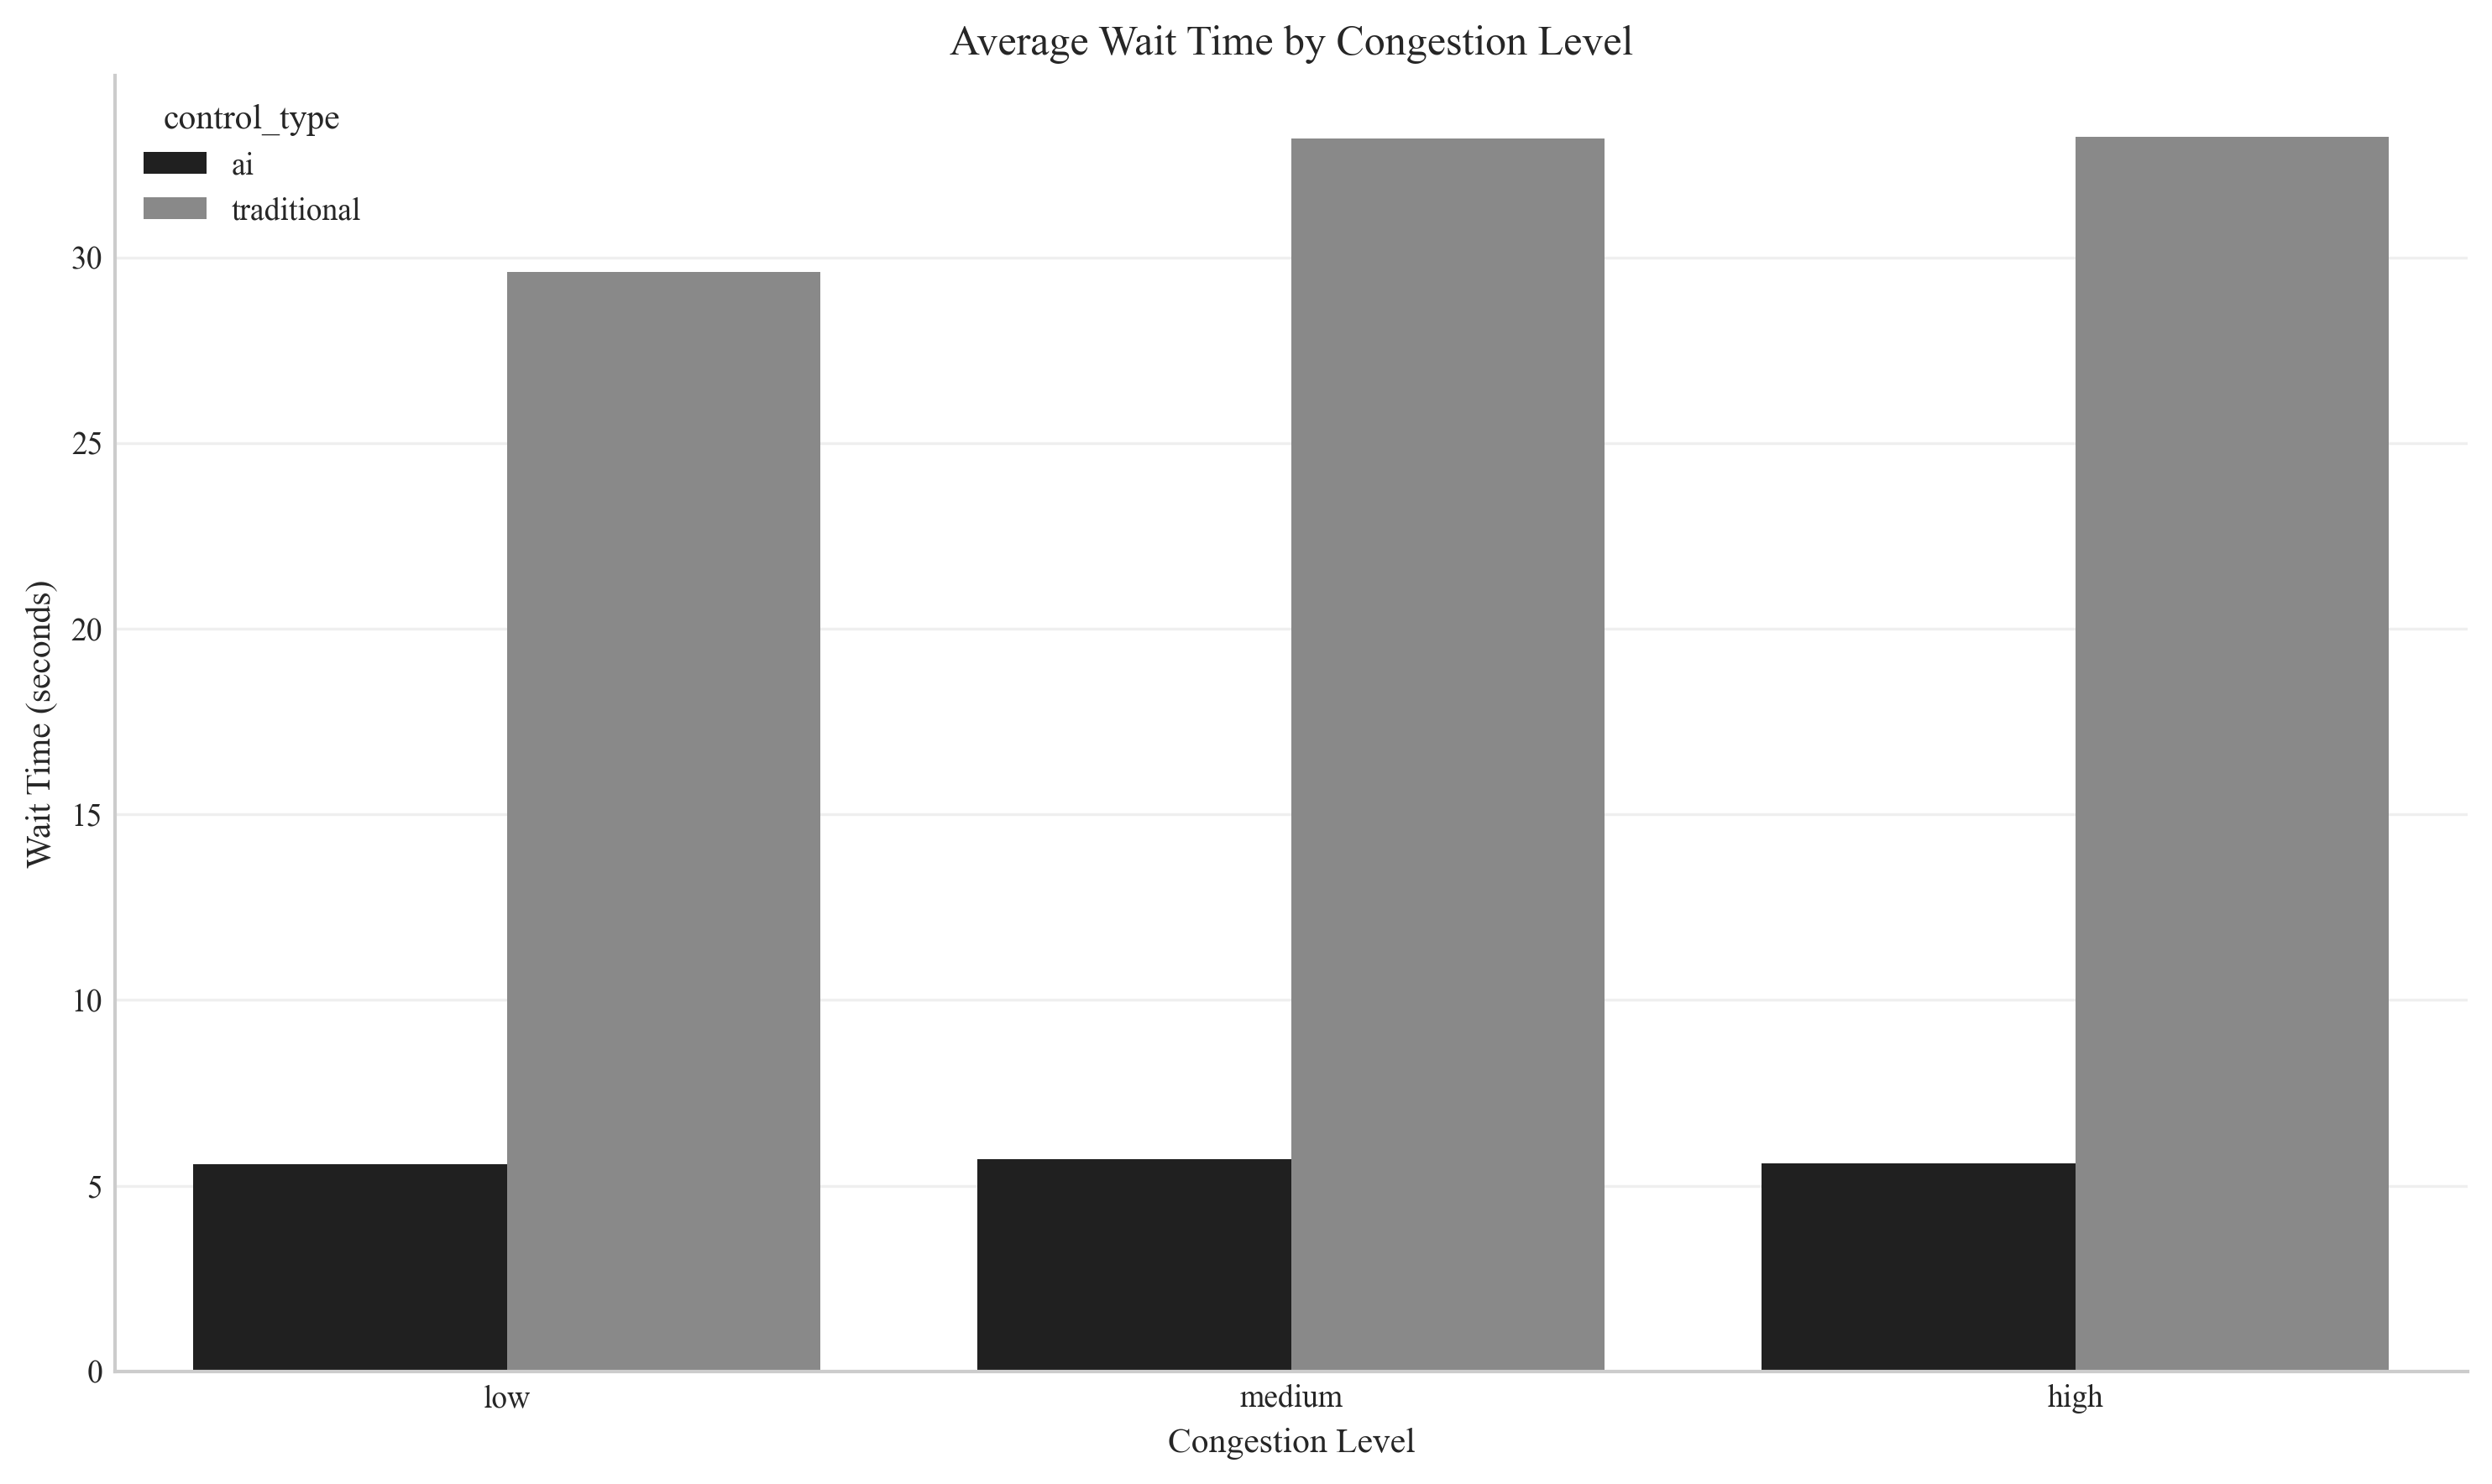 Average Wait Time by Congestion Level
control_type
ai
traditional
30
25
20
15
10
5
0
Wait Time (seconds)
low medium high
Congestion Level